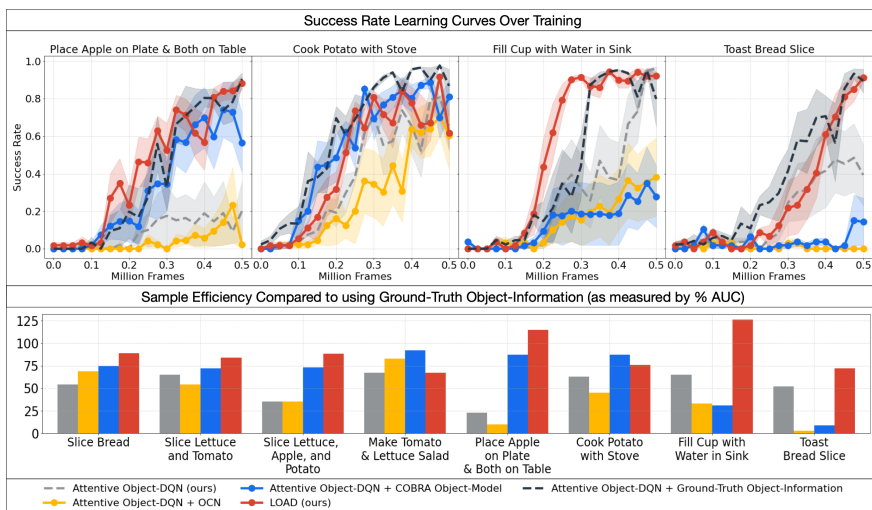 Success Rate Learning Curves Over Training
Place Apple on Plate & Both on Table
Cook Potato with Stove
Fill Cup with Water in Sink
Toast Bread Slice
Success Rate
1.0
0.8
0.6
0.4
0.2
0.0
0.0 0.1 0.2 0.3 0.4 0.5
Million Frames
0.0 0.1 0.2 0.3 0.4 0.5
Million Frames
0.0 0.1 0.2 0.3 0.4 0.5
Million Frames
0.0 0.1 0.2 0.3 0.4 0.5
Million Frames
Sample Efficiency Compared to using Ground-Truth Object-Information (as measured by % AUC)
125
100
75
50
25
0
Slice Bread
Slice Lettuce
and Tomato
Slice Lettuce,
Apple, and
Potato
Make Tomato
& Lettuce Salad
Place Apple
on Plate
& Both on Table
Cook Potato
with Stove
Fill Cup with
Water in Sink
Toast
Bread Slice
Attentive Object-DQN (ours)
Attentive Object-DQN + OCN
Attentive Object-DQN + COBRA Object-Model
LOAD (ours)
Attentive Object-DQN + Ground-Truth Object-Information